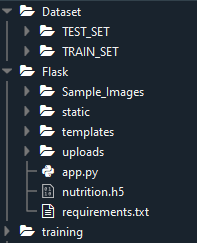 Dataset
TEST_SET
TRAIN_SET
Flask
Sample_Images
static
templates
uploads
app.py
nutrition.h5
requirements.txt
training